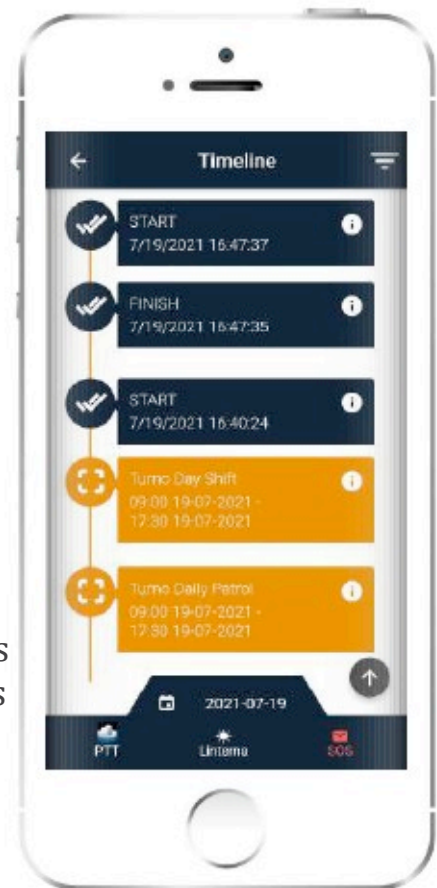 Timeline
START
7/19/2021 16:47:37
FINISH
7/19/2021 16:47:35
START
7/19/2021 16:40:24
Turno Day Shift
09:00 19-07-2021 -
17:30 19-07-2021
Turno Daily Patrol
09:00 19-07-2021 -
17:30 19-07-2021
s
s
2021-07-19
PTT
Linterna
SOS